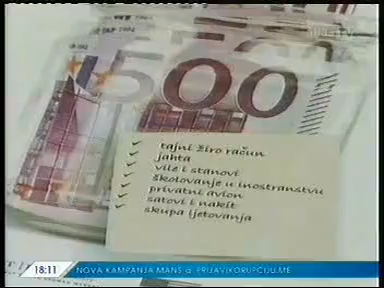 500
tajni žiro račun
jahta
vile i stanovi
školovanje u inostranstvu
privatni avion
satovi i nakit
skupa ljetovanja
18:11 NOVA KAMPANJA MANS-a: PRIJAVIKORUPCIJU.ME